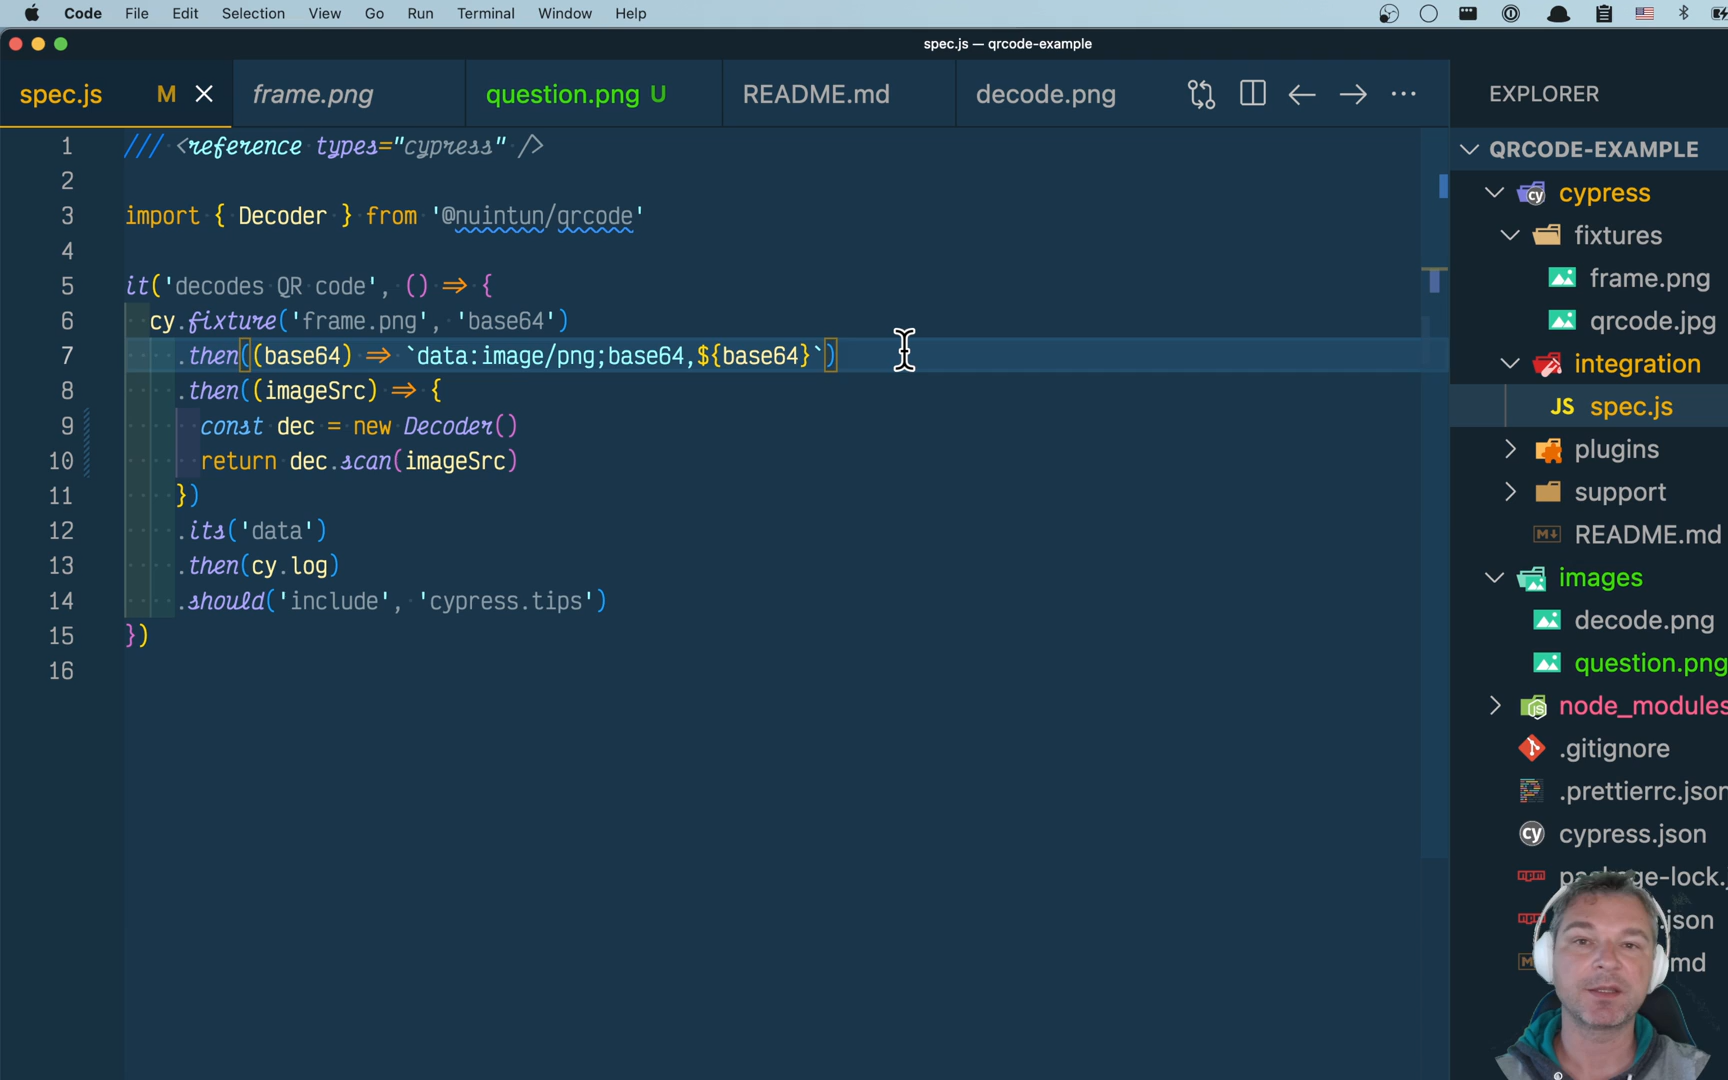 Code File Edit Selection View Go Run Terminal Window Help
spec.js — qrcode-example
spec.js M frame.png question.png U README.md decode.png
EXPLORER
1 /// <reference types="cypress" />
2
3 import { Decoder } from '@nuintun/qrcode'
4
5 it('decodes QR code', () => {
6 cy.fixture('frame.png', 'base64')
7 .then((base64) => `data:image/png;base64,${base64}`)
8 .then((imageSrc) => {
9 const dec = new Decoder()
10 return dec.scan(imageSrc)
11 })
12 .its('data')
13 .then(cy.log)
14 .should('include', 'cypress.tips')
15 })
16
QRCODE-EXAMPLE
cy cypress
fixtures
frame.png
qrcode.jpg
integration
JS spec.js
plugins
support
README.md
images
decode.png
question.png
node_modules
.gitignore
.prettierrc.json
cy cypress.json